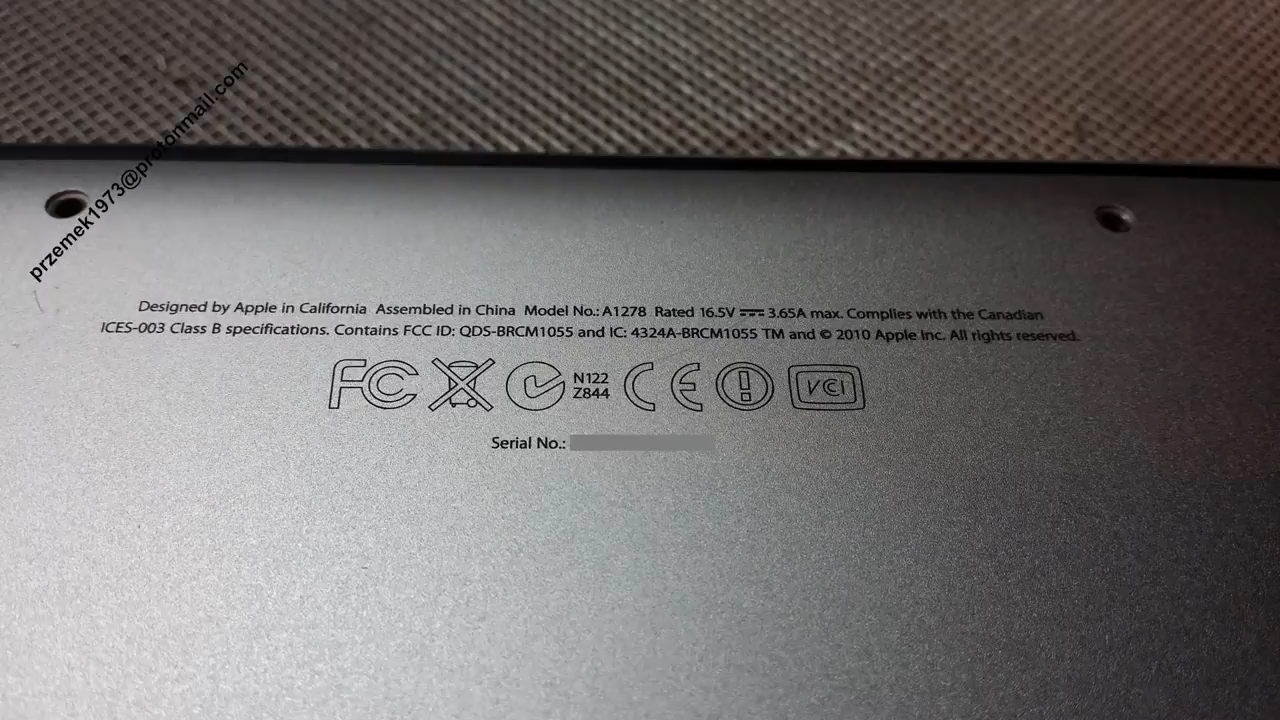 przemek1973@protonmail.com
Designed by Apple in California Assembled in China Model No.: A1278 Rated 16.5V ⎓ 3.65A max. Complies with the Canadian
ICES-003 Class B specifications. Contains FCC ID: QDS-BRCM1055 and IC: 4324A-BRCM1055 TM and © 2010 Apple Inc. All rights reserved.
FC N122 CE VCI
Z844
Serial No.: